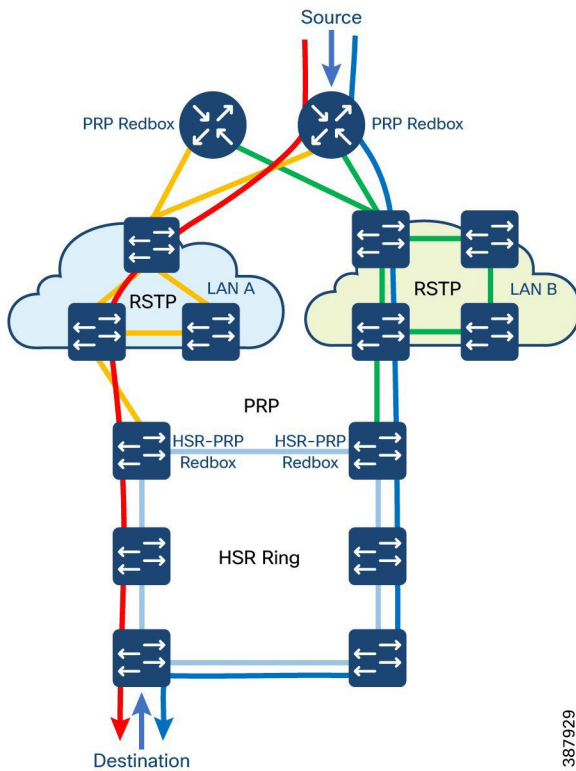 Source
PRP Redbox
PRP Redbox
RSTP
LAN A
RSTP
LAN B
PRP
HSR-PRP
Redbox
HSR-PRP
Redbox
HSR Ring
Destination
387929